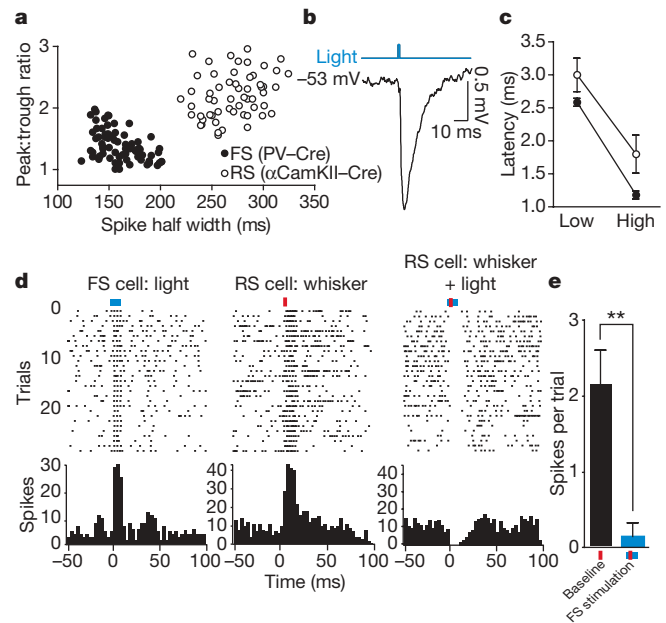 a
Peak:trough ratio
3
2
1
FS (PV–Cre)
RS (αCamKII–Cre)
100 150 200 250 300 350
Spike half width (ms)
b
Light
–53 mV
0.5 mV
10 ms
c
Latency (ms)
3.5
3.0
2.5
2.0
1.5
1.0
Low High
d
FS cell: light
RS cell: whisker
RS cell: whisker
+ light
Trials
0
10
20
Spikes
30
20
10
0
40
30
20
10
0
40
30
20
10
0
–50 0 50 100
–50 0 50 100
–50 0 50 100
Time (ms)
e
**
Spikes per trial
3
2
1
0
Baseline
FS stimulation